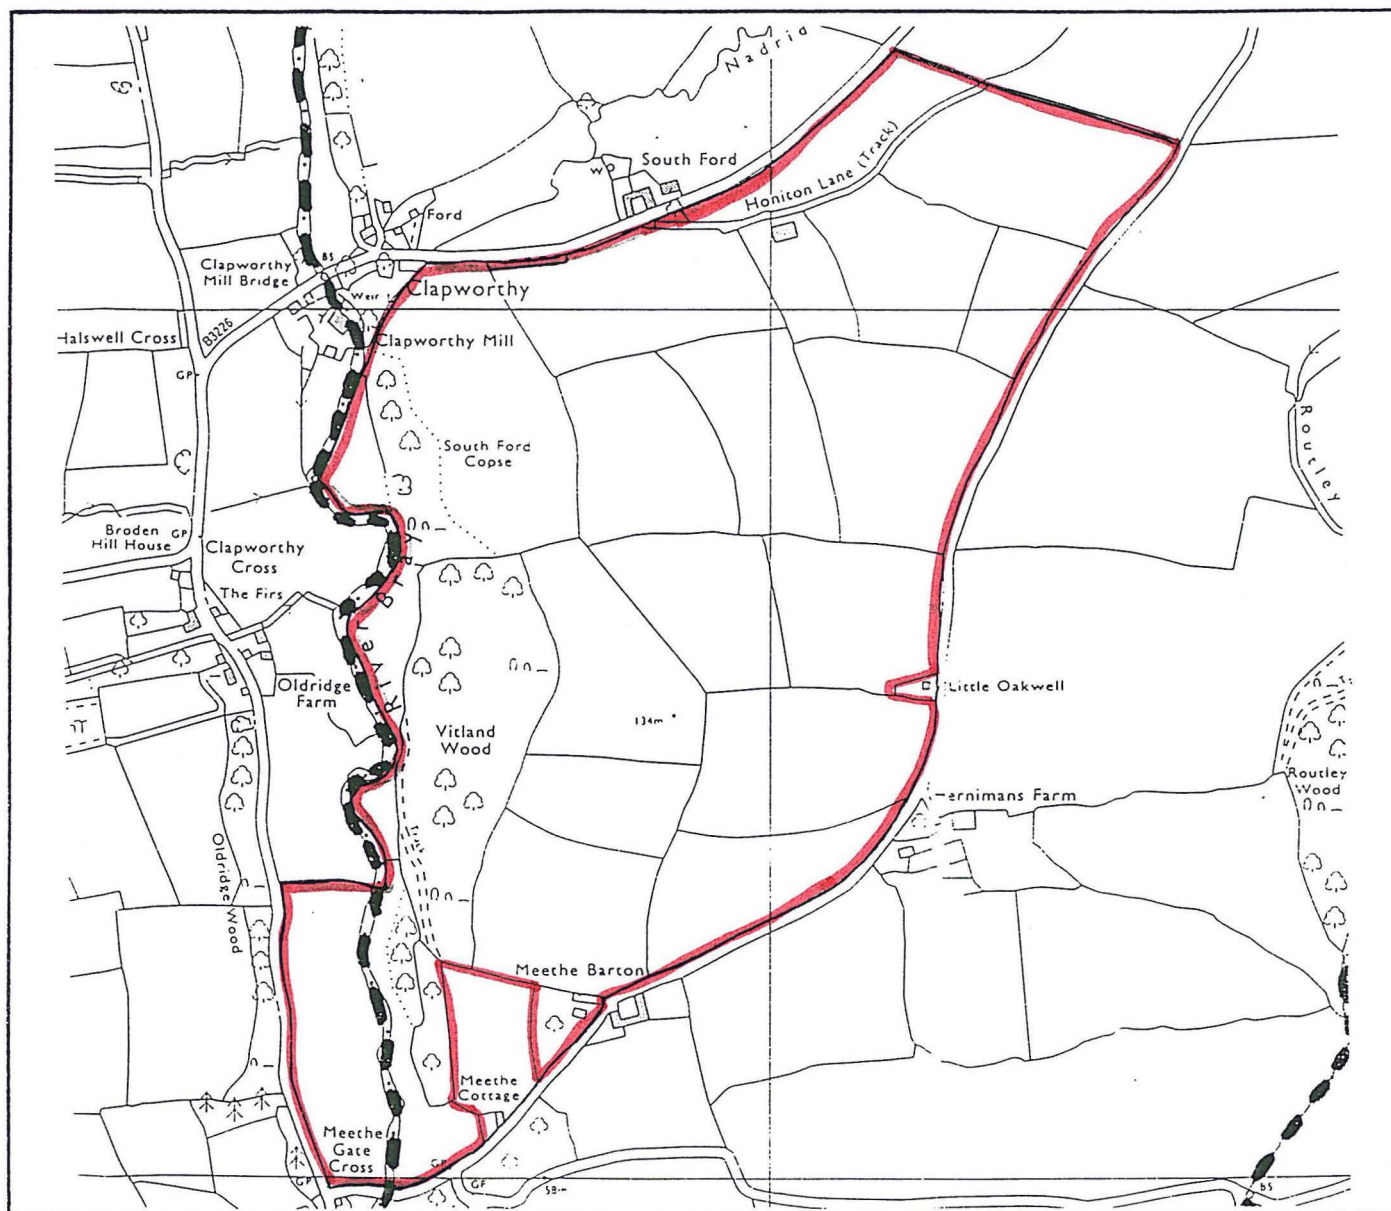 Nadrid
South Ford
W
Honiton Lane (Track)
Ford
BS
Clapworthy
Mill Bridge
Weir
Clapworthy
B3226
Halswell Cross
Clapworthy Mill
GP
South Ford
Copse
Routley
Broden
Hill House
GP
Clapworthy
Cross
The Firs
River Bray
Oldridge
Farm
Little Oakwell
134m
Vitland
Wood
Routley
Wood
ernimans Farm
Track
Oldridge Wood
Meethe Barton
Meethe
Cottage
Meethe
Gate
Cross
GP
GP
GP
BS